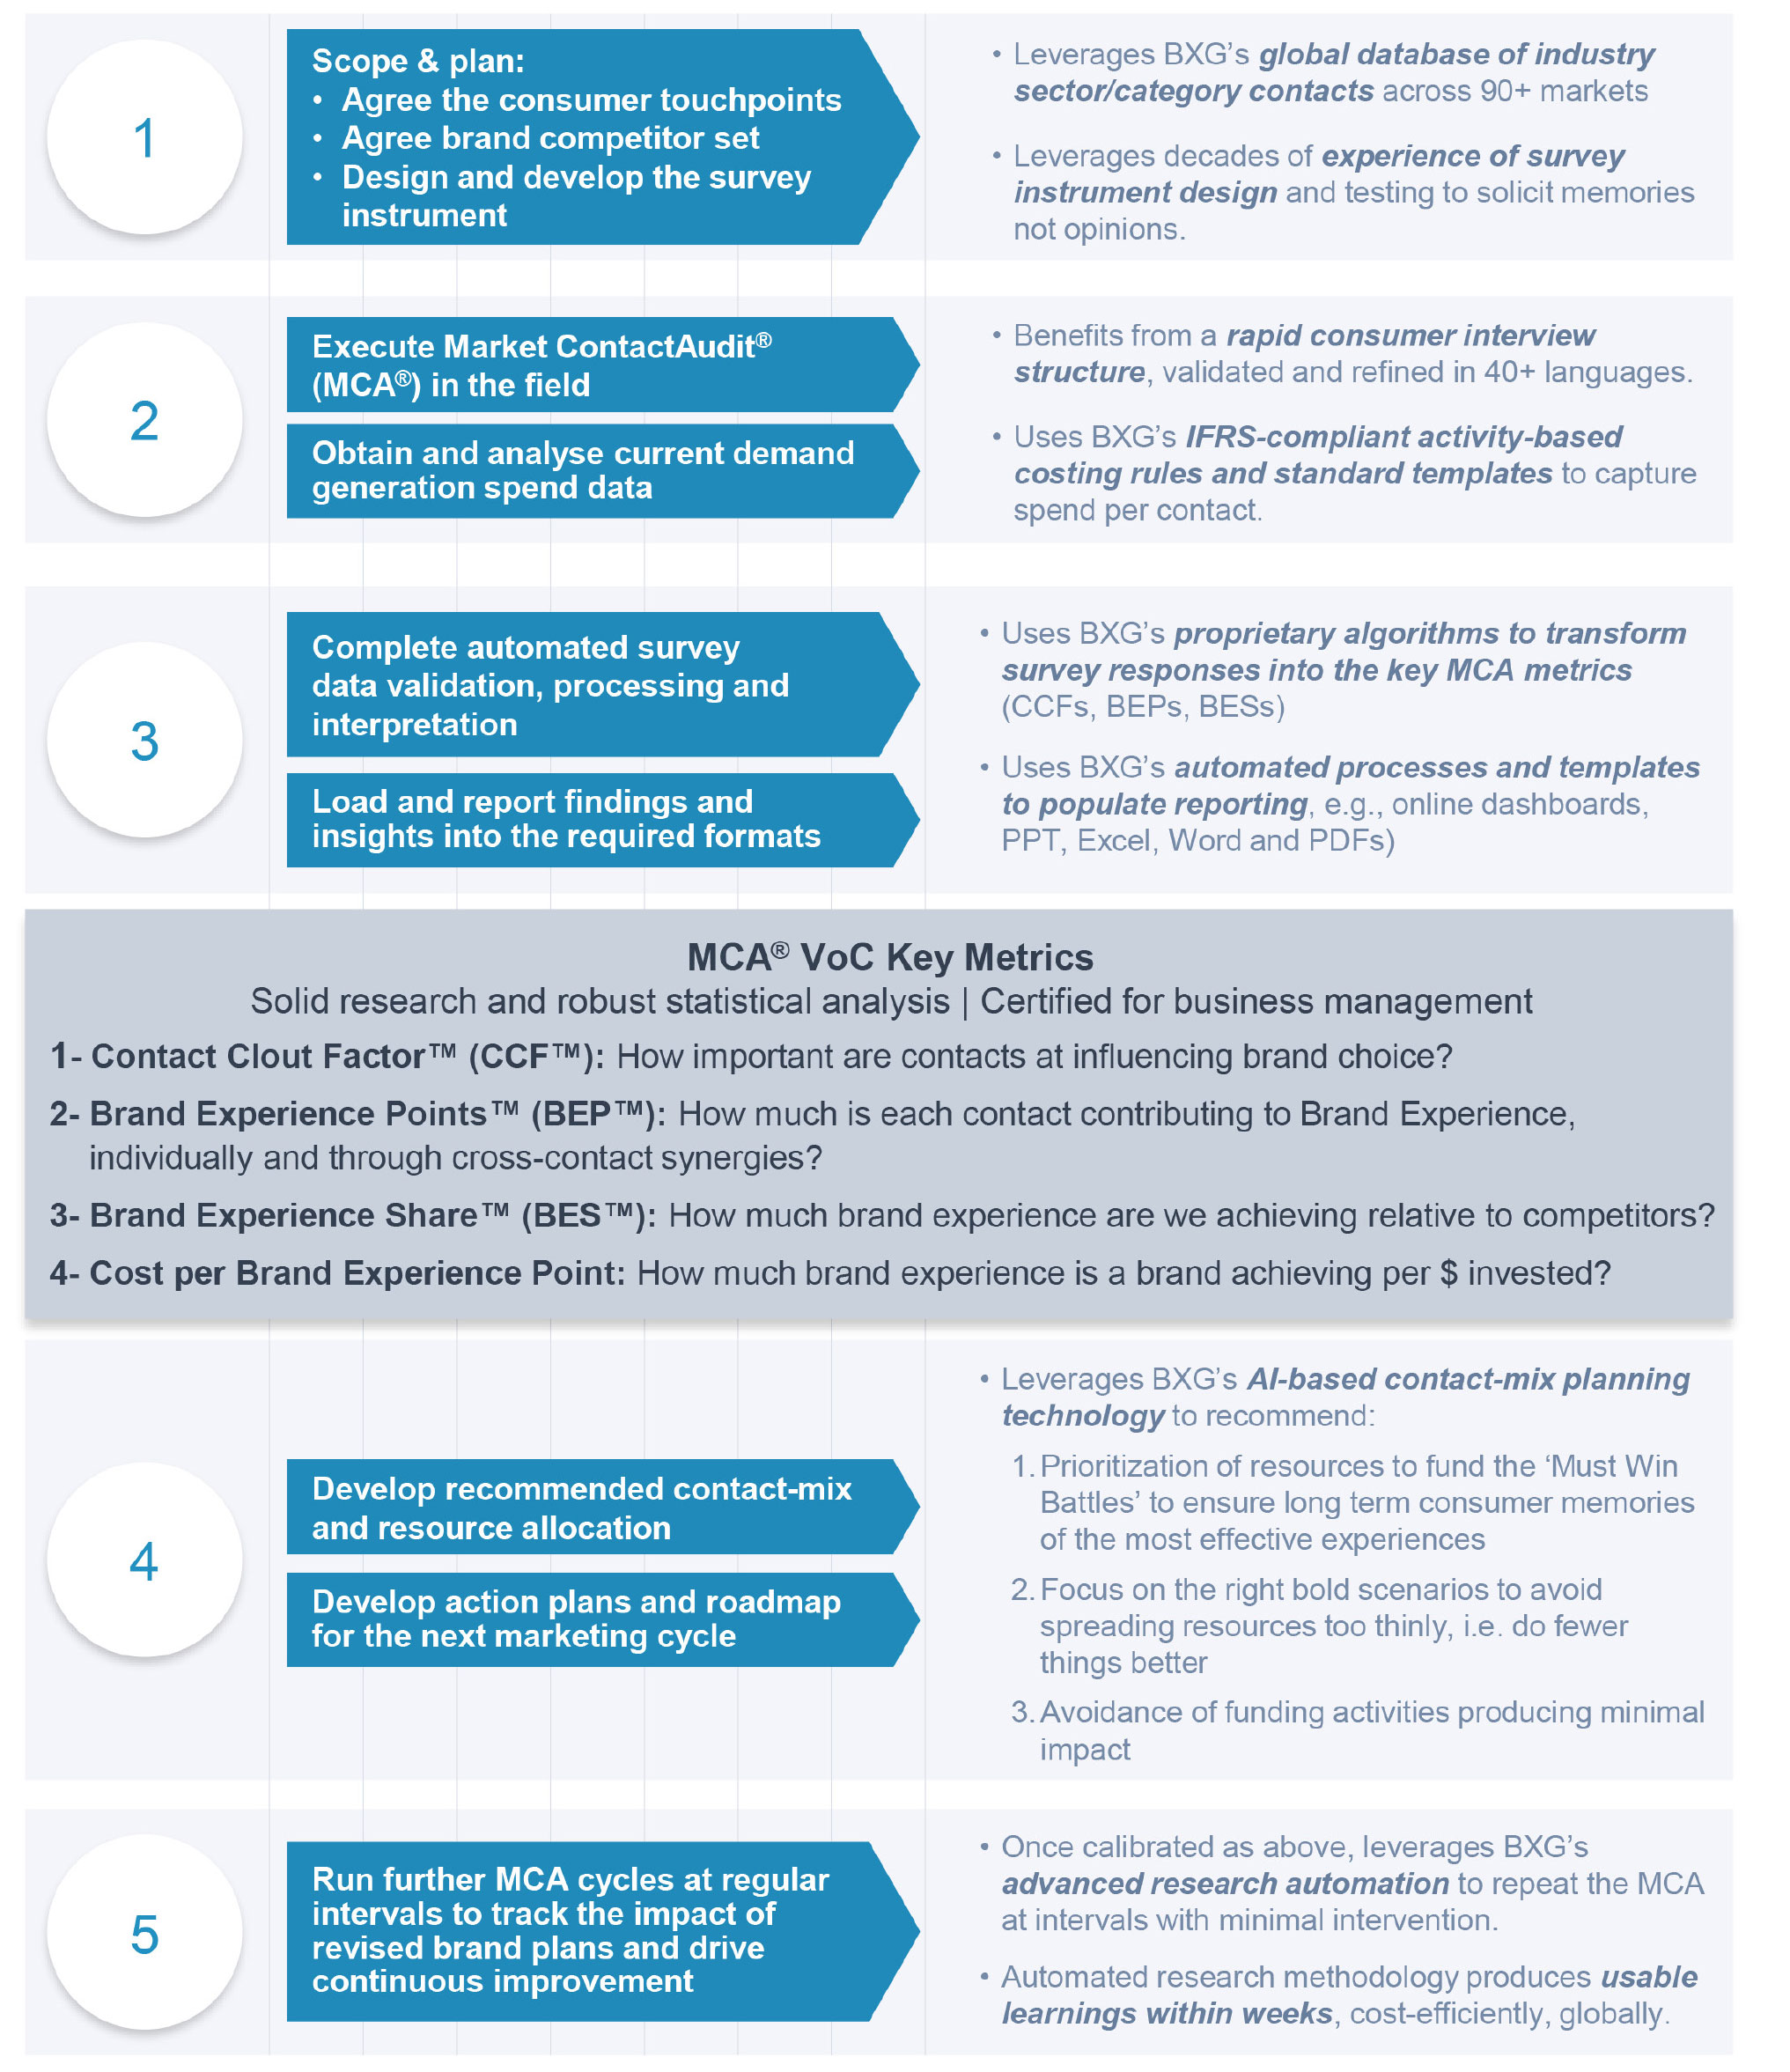 1
Scope & plan:
• Agree the consumer touchpoints
• Agree brand competitor set
• Design and develop the survey
instrument
• Leverages BXG’s global database of industry
sector/category contacts across 90+ markets
• Leverages decades of experience of survey
instrument design and testing to solicit memories
not opinions.
2
Execute Market ContactAudit®
(MCA®) in the field
Obtain and analyse current demand
generation spend data
• Benefits from a rapid consumer interview
structure, validated and refined in 40+ languages.
• Uses BXG’s IFRS-compliant activity-based
costing rules and standard templates to capture
spend per contact.
3
Complete automated survey
data validation, processing and
interpretation
Load and report findings and
insights into the required formats
• Uses BXG’s proprietary algorithms to transform
survey responses into the key MCA metrics
(CCFs, BEPs, BESs)
• Uses BXG’s automated processes and templates
to populate reporting, e.g., online dashboards,
PPT, Excel, Word and PDFs)
MCA® VoC Key Metrics
Solid research and robust statistical analysis | Certified for business management
1- Contact Clout Factor™ (CCF™): How important are contacts at influencing brand choice?
2- Brand Experience Points™ (BEP™): How much is each contact contributing to Brand Experience,
individually and through cross-contact synergies?
3- Brand Experience Share™ (BES™): How much brand experience are we achieving relative to competitors?
4- Cost per Brand Experience Point: How much brand experience is a brand achieving per $ invested?
4
Develop recommended contact-mix
and resource allocation
Develop action plans and roadmap
for the next marketing cycle
• Leverages BXG’s AI-based contact-mix planning
technology to recommend:
1. Prioritization of resources to fund the ‘Must Win
Battles’ to ensure long term consumer memories
of the most effective experiences
2. Focus on the right bold scenarios to avoid
spreading resources too thinly, i.e. do fewer
things better
3. Avoidance of funding activities producing minimal
impact
5
Run further MCA cycles at regular
intervals to track the impact of
revised brand plans and drive
continuous improvement
• Once calibrated as above, leverages BXG’s
advanced research automation to repeat the MCA
at intervals with minimal intervention.
• Automated research methodology produces usable
learnings within weeks, cost-efficiently, globally.